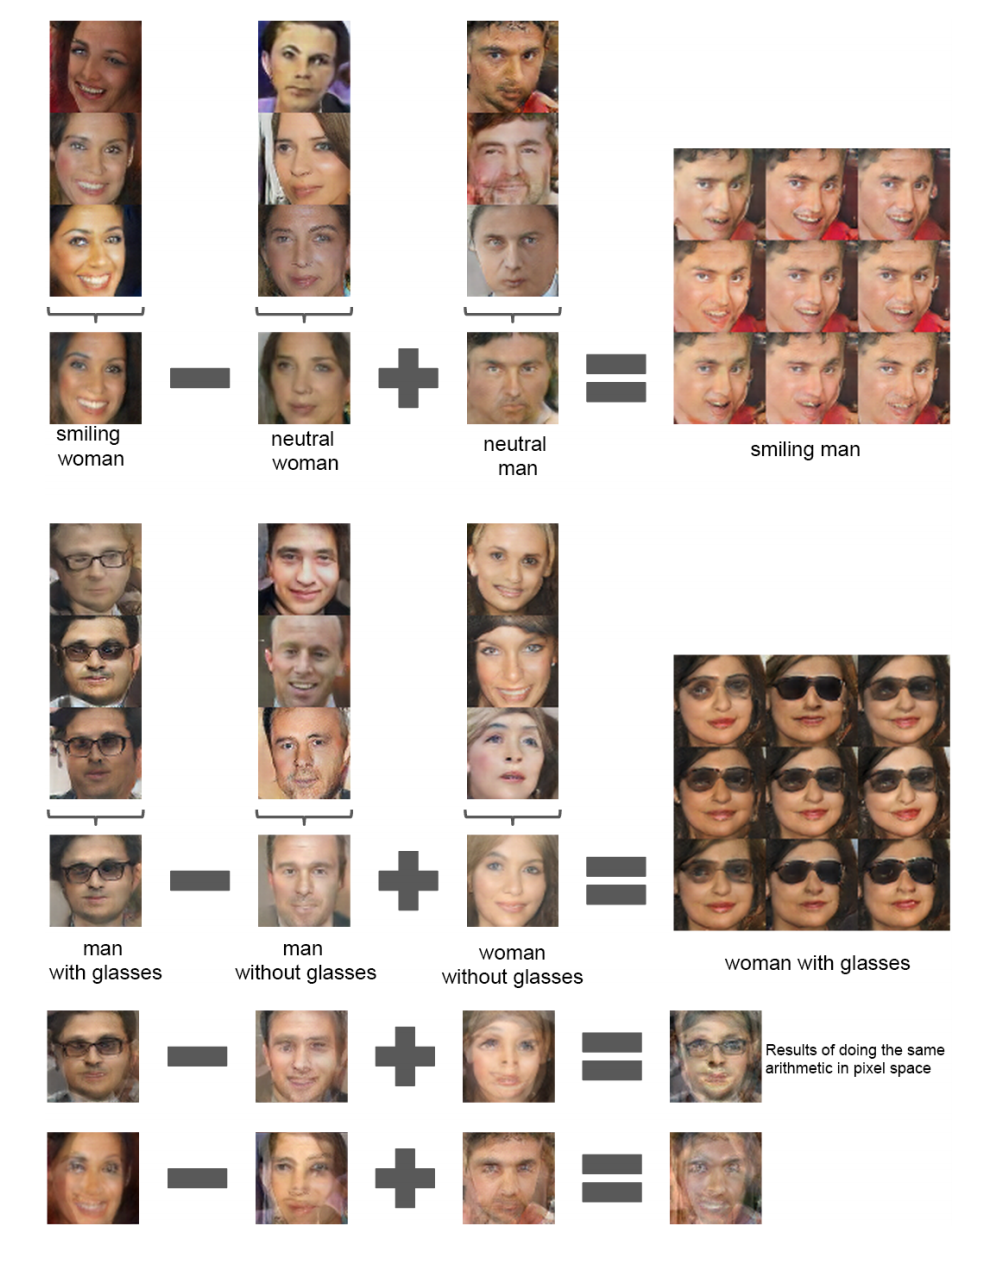 smiling
woman
neutral
woman
neutral
man
smiling man
man
with glasses
man
without glasses
woman
without glasses
woman with glasses
Results of doing the same
arithmetic in pixel space